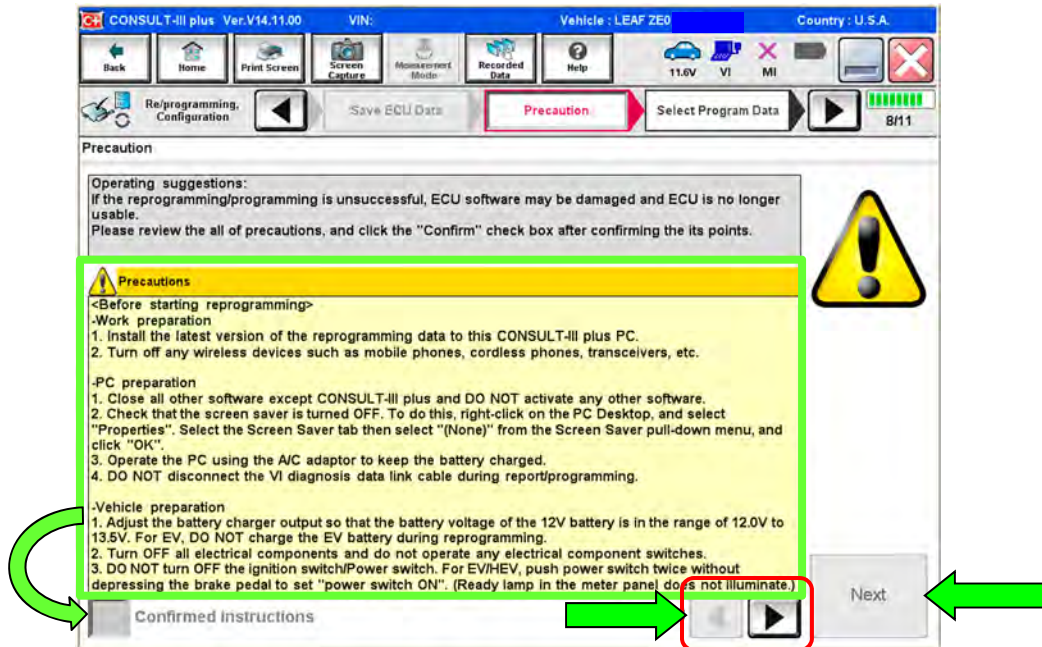 C+ CONSULT-III plus Ver.V14.11.00 VIN: Vehicle : LEAF ZE0 Country : U.S.A.
Back Home Print Screen Screen Capture Measurement Mode Recorded Data Help 11.6V VI MI
Re/programming, Configuration Save ECU Data Precaution Select Program Data 8/11
Precaution
Operating suggestions:
If the reprogramming/programming is unsuccessful, ECU software may be damaged and ECU is no longer
usable.
Please review the all of precautions, and click the "Confirm" check box after confirming the its points.
Precautions
<Before starting reprogramming>
-Work preparation
1. Install the latest version of the reprogramming data to this CONSULT-III plus PC.
2. Turn off any wireless devices such as mobile phones, cordless phones, transceivers, etc.
-PC preparation
1. Close all other software except CONSULT-III plus and DO NOT activate any other software.
2. Check that the screen saver is turned OFF. To do this, right-click on the PC Desktop, and select
"Properties". Select the Screen Saver tab then select "(None)" from the Screen Saver pull-down menu, and
click "OK".
3. Operate the PC using the A/C adaptor to keep the battery charged.
4. DO NOT disconnect the VI diagnosis data link cable during report/programming.
-Vehicle preparation
1. Adjust the battery charger output so that the battery voltage of the 12V battery is in the range of 12.0V to
13.5V. For EV, DO NOT charge the EV battery during reprogramming.
2. Turn OFF all electrical components and do not operate any electrical component switches.
3. DO NOT turn OFF the ignition switch/Power switch. For EV/HEV, push power switch twice without
depressing the brake pedal to set "power switch ON". (Ready lamp in the meter panel does not illuminate.)
Confirmed instructions
Next